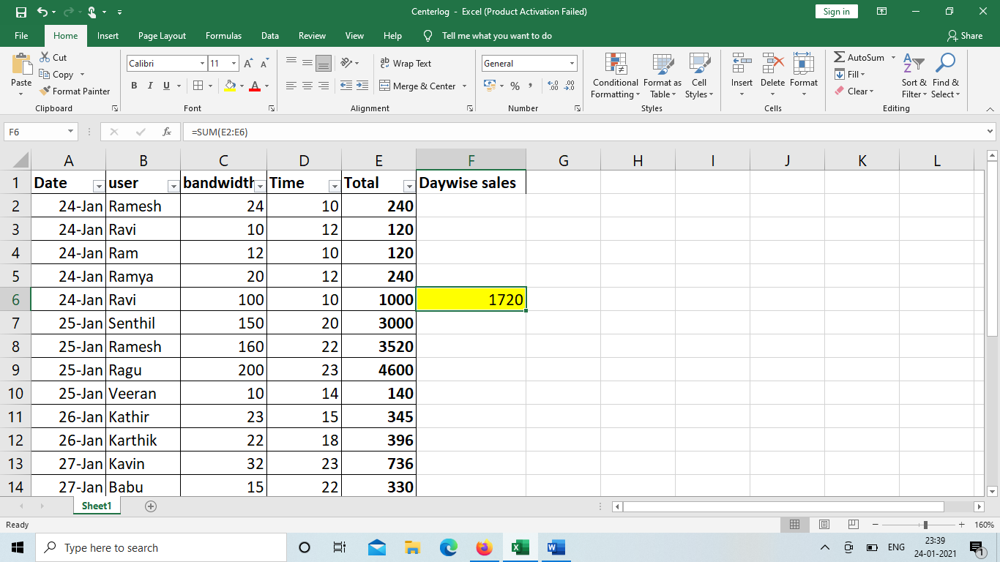 Centerlog - Excel (Product Activation Failed)
Sign in
File Home Insert Page Layout Formulas Data Review View Help Tell me what you want to do Share
Paste
Cut
Copy
Format Painter
Clipboard
Calibri 11 A A
B I U A
Font
ab Wrap Text
Merge & Center
Alignment
General
% ,
Number
Conditional Formatting
Format as Table
Cell Styles
Styles
Insert Delete Format
Cells
AutoSum
Fill
Clear
Sort & Filter
Find & Select
Editing
F6 fx =SUM(E2:E6)
A B C D E F G H I J K L
1 Date user bandwidth Time Total Daywise sales
2 24-Jan Ramesh 24 10 240
3 24-Jan Ravi 10 12 120
4 24-Jan Ram 12 10 120
5 24-Jan Ramya 20 12 240
6 24-Jan Ravi 100 10 1000 1720
7 25-Jan Senthil 150 20 3000
8 25-Jan Ramesh 160 22 3520
9 25-Jan Ragu 200 23 4600
10 25-Jan Veeran 10 14 140
11 26-Jan Kathir 23 15 345
12 26-Jan Karthik 22 18 396
13 27-Jan Kavin 32 23 736
14 27-Jan Babu 15 22 330
Sheet1
Ready 160%
Type here to search
ENG
23:39
24-01-2021
1